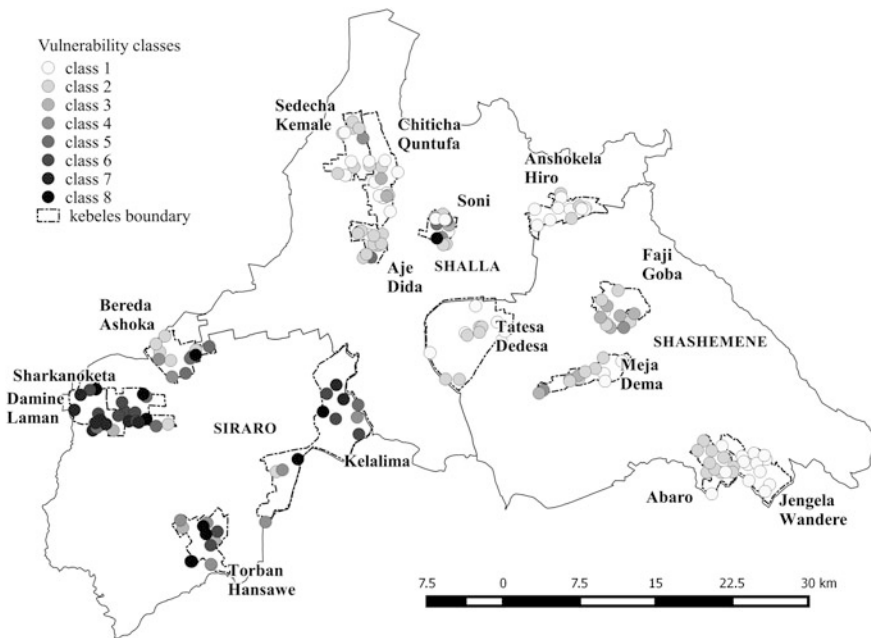 Vulnerability classes
class 1
class 2
class 3
class 4
class 5
class 6
class 7
class 8
kebeles boundary
Sedecha
Kemale
Chiticha
Quntufa
Anshokela
Hiro
Soni
SHALLA
Aje
Dida
Faji
Goba
Bereda
Ashoka
Tatesa
Dedesa
SHASHEMENE
Meja
Dema
Sharkanoketa
Damine
Laman
SIRARO
Kelalima
Abaro
Jengela
Wandere
Torban
Hansawe
7.5 0 7.5 15 22.5 30 km